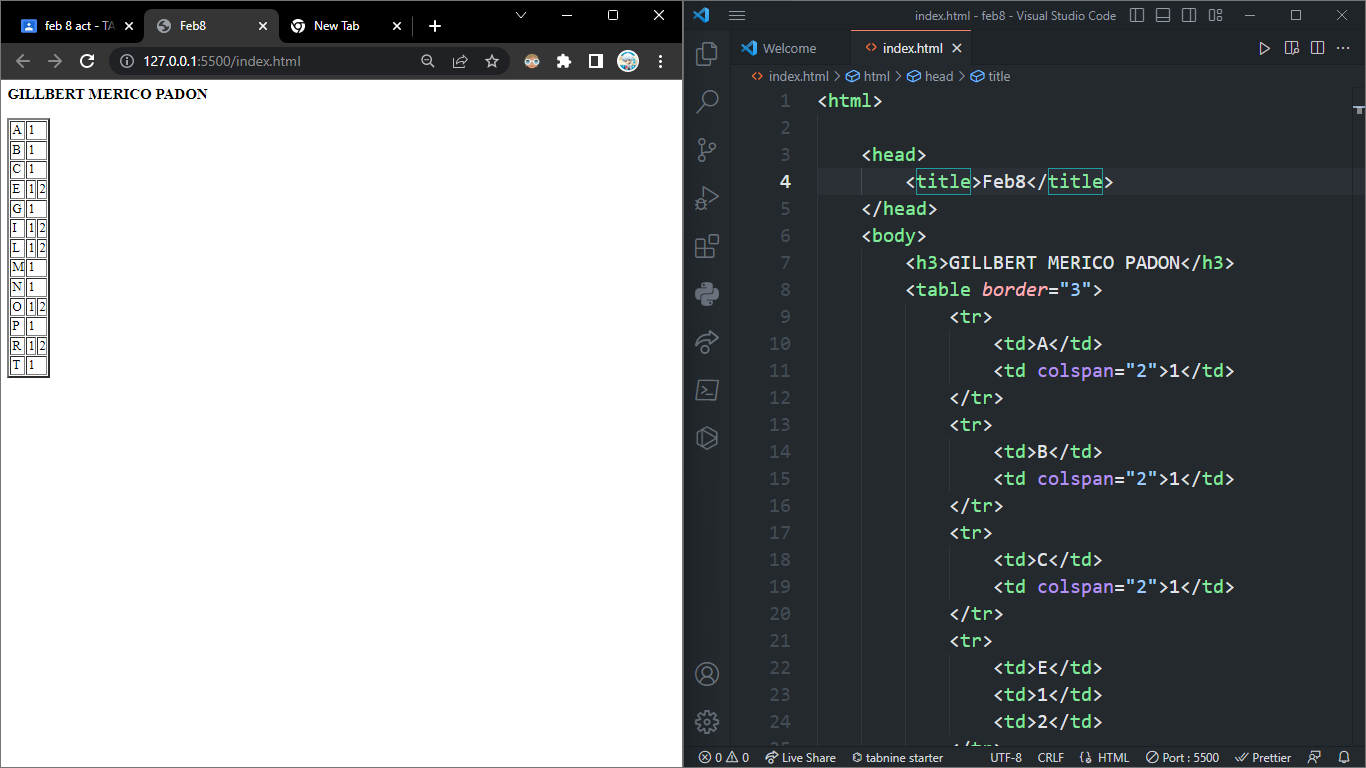 feb 8 act - TA
Feb8
New Tab
127.0.0.1:5500/index.html
GILLBERT MERICO PADON
A 1
B 1
C 1
E 1 2
G 1
I 1 2
L 1 2
M 1
N 1
O 1 2
P 1
R 1 2
T 1
index.html - feb8 - Visual Studio Code
Welcome
index.html
index.html > html > head > title
1 <html>
2
3 <head>
4 <title>Feb8</title>
5 </head>
6 <body>
7 <h3>GILLBERT MERICO PADON</h3>
8 <table border="3">
9 <tr>
10 <td>A</td>
11 <td colspan="2">1</td>
12 </tr>
13 <tr>
14 <td>B</td>
15 <td colspan="2">1</td>
16 </tr>
17 <tr>
18 <td>C</td>
19 <td colspan="2">1</td>
20 </tr>
21 <tr>
22 <td>E</td>
23 <td>1</td>
24 <td>2</td>
25 </tr>
0 0 Live Share tabnine starter UTF-8 CRLF {} HTML Port : 5500 Prettier